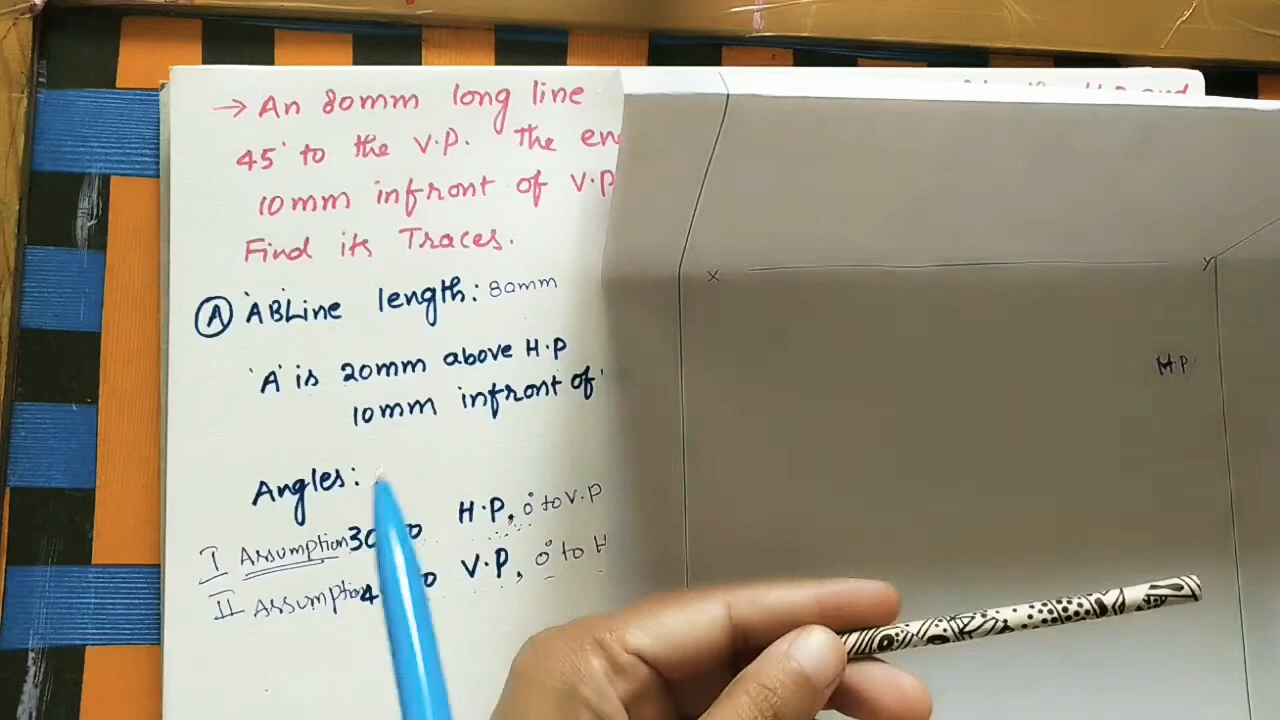 → An 80mm long line
45° to the V.P. The en
10mm infront of V.P
Find its Traces.
Ⓐ ABLine length: 80mm
'A' is 20mm above H.P
10mm infront of
Angles:
I Assumption 30 H.P, 0° to V.P
II Assumption 4 V.P, 0° to H
X
Y
H.P.